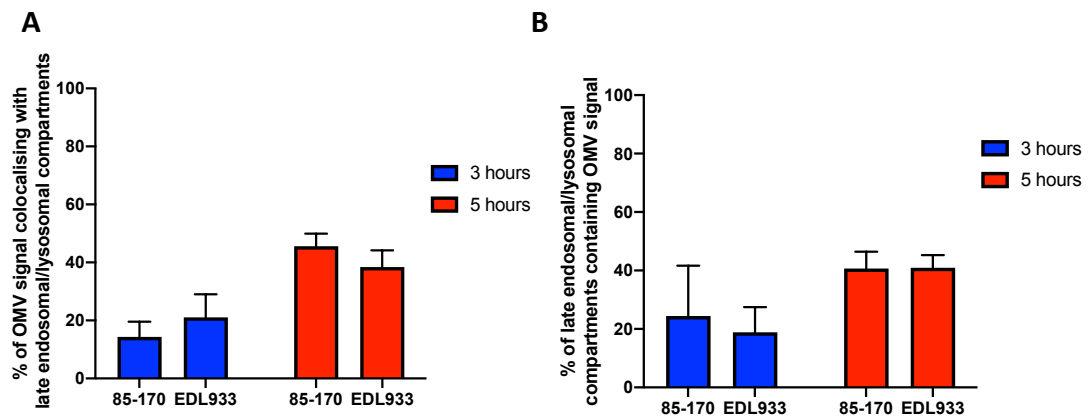 A
% of OMV signal colocalising with
late endosomal/lysosomal compartments
100
80
60
40
20
0
85-170 EDL933 85-170 EDL933
3 hours
5 hours
B
% of late endosomal/lysosomal
compartments containing OMV signal
100
80
60
40
20
0
85-170 EDL933 85-170 EDL933
3 hours
5 hours